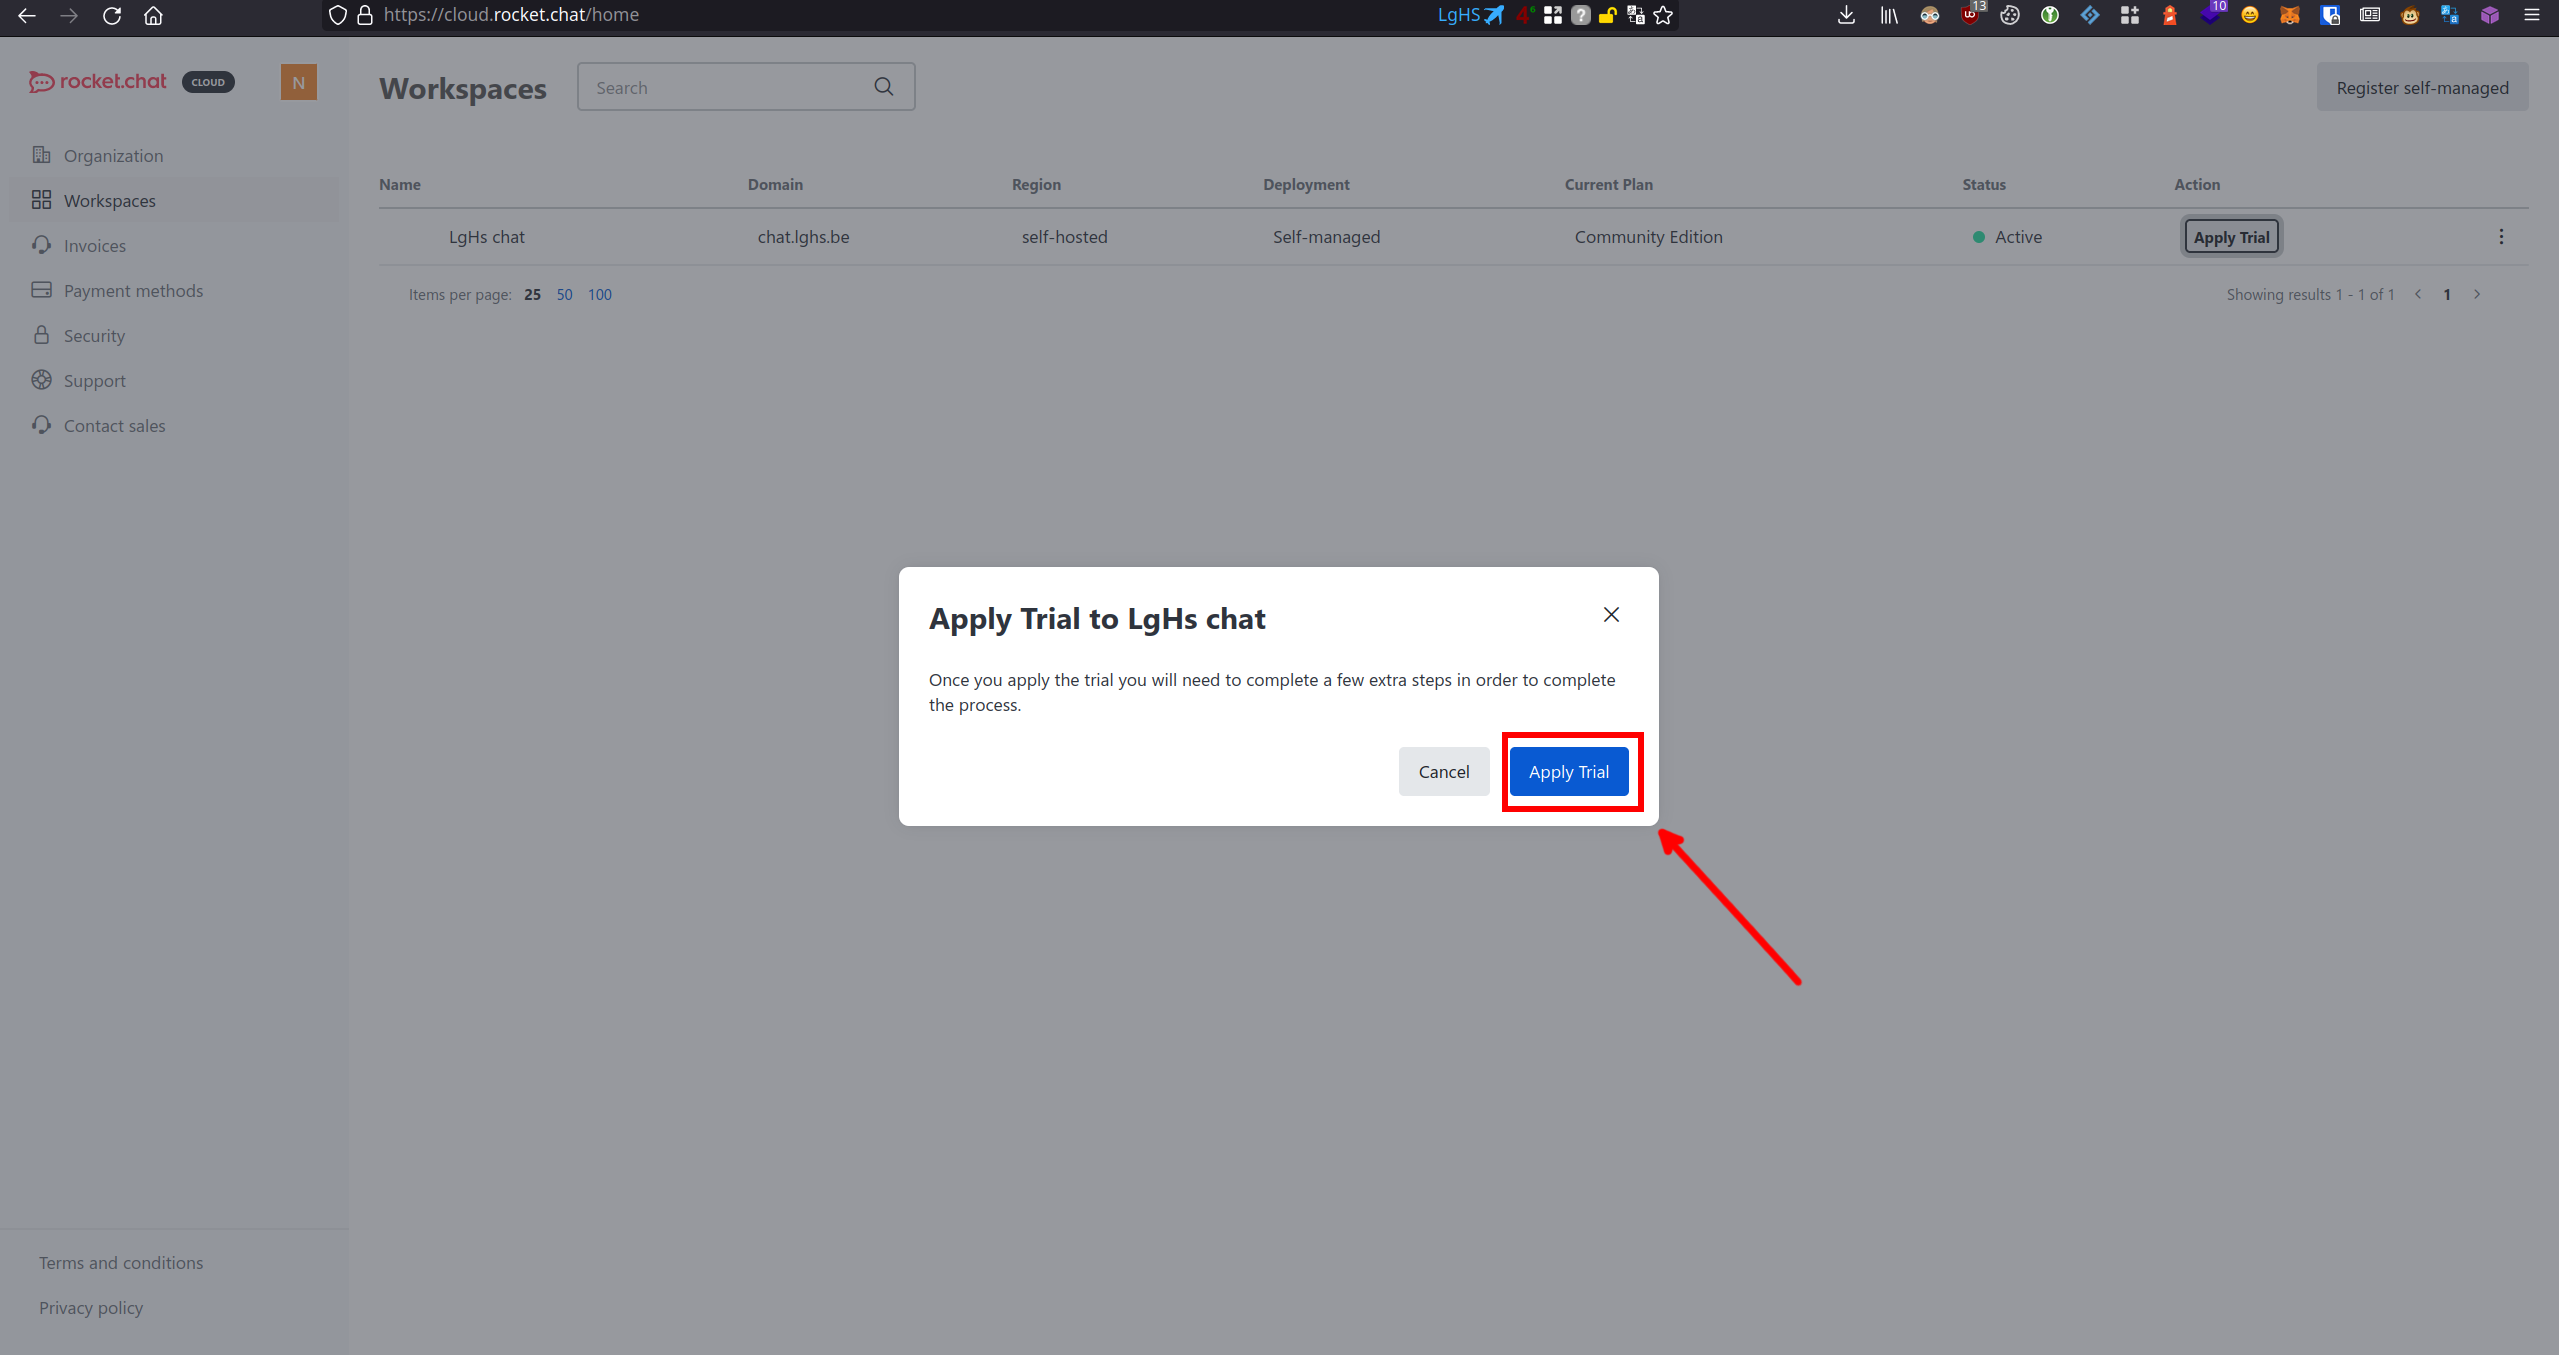 https://cloud.rocket.chat/home
LgHS
4 6
?
13
10
rocket.chat CLOUD N
Workspaces
Search
Register self-managed
Organization
Workspaces
Invoices
Payment methods
Security
Support
Contact sales
Name Domain Region Deployment Current Plan Status Action
LgHs chat chat.lghs.be self-hosted Self-managed Community Edition Active Apply Trial
Items per page: 25 50 100
Showing results 1 - 1 of 1 1
Apply Trial to LgHs chat
Once you apply the trial you will need to complete a few extra steps in order to complete
the process.
Cancel Apply Trial
Terms and conditions
Privacy policy